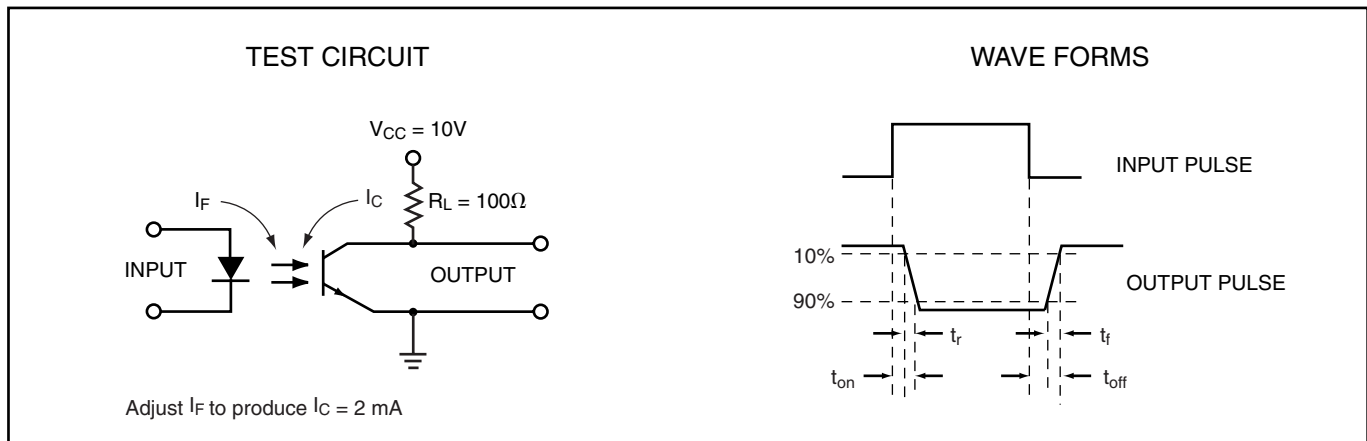 TEST CIRCUIT
VCC = 10V
IF
IC
RL = 100Ω
INPUT
OUTPUT
Adjust IF to produce IC = 2 mA
WAVE FORMS
INPUT PULSE
10%
90%
OUTPUT PULSE
tr
tf
ton
toff